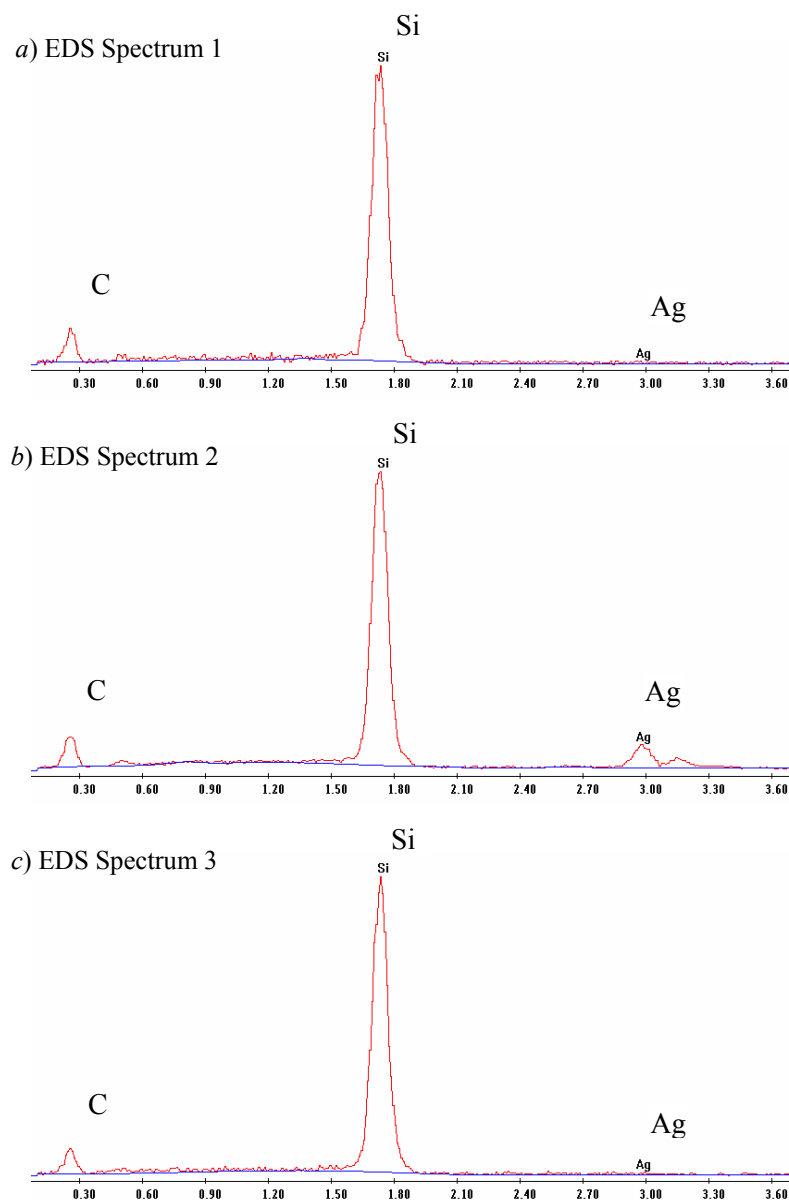 Si
a) EDS Spectrum 1
Si
C
Ag
Ag
0.30 0.60 0.90 1.20 1.50 1.80 2.10 2.40 2.70 3.00 3.30 3.60
Si
b) EDS Spectrum 2
Si
C
Ag
Ag
0.30 0.60 0.90 1.20 1.50 1.80 2.10 2.40 2.70 3.00 3.30 3.60
Si
c) EDS Spectrum 3
Si
C
Ag
Ag
0.30 0.60 0.90 1.20 1.50 1.80 2.10 2.40 2.70 3.00 3.30 3.60